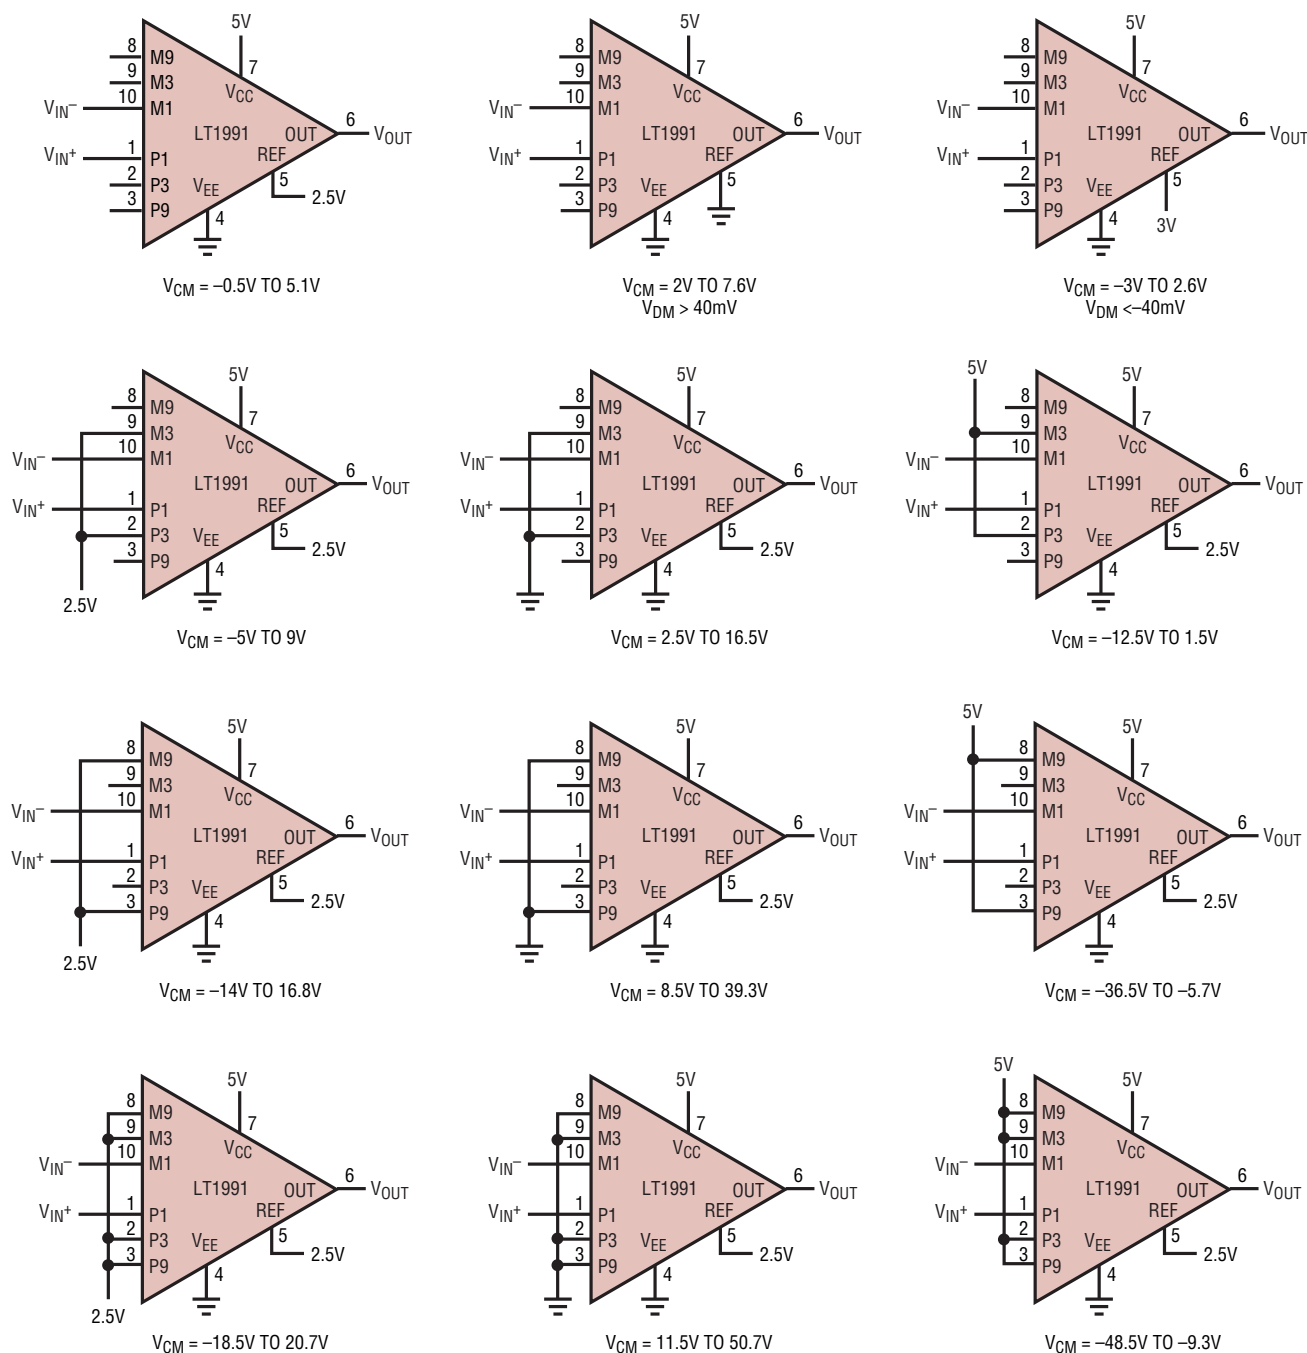 5V
8 M9
7
9 M3
VCC
VIN– 10 M1
LT1991 OUT 6 VOUT
VIN+ 1 P1
REF
2 P3 VEE 5 2.5V
3 P9 4
VCM = –0.5V TO 5.1V
5V
8 M9
7
9 M3
VCC
VIN– 10 M1
LT1991 OUT 6 VOUT
VIN+ 1 P1
REF
2 P3 VEE 5
3 P9 4
VCM = 2V TO 7.6V
VDM > 40mV
5V
8 M9
7
9 M3
VCC
VIN– 10 M1
LT1991 OUT 6 VOUT
VIN+ 1 P1
REF
2 P3 VEE 5
3 P9 4 3V
VCM = –3V TO 2.6V
VDM <–40mV
5V
8 M9
7
9 M3
VCC
VIN– 10 M1
LT1991 OUT 6 VOUT
VIN+ 1 P1
REF
2 P3 VEE 5 2.5V
3 P9 4
2.5V
VCM = –5V TO 9V
5V
8 M9
7
9 M3
VCC
VIN– 10 M1
LT1991 OUT 6 VOUT
VIN+ 1 P1
REF
2 P3 VEE 5 2.5V
3 P9 4
VCM = 2.5V TO 16.5V
5V 5V
8 M9
7
9 M3
VCC
VIN– 10 M1
LT1991 OUT 6 VOUT
VIN+ 1 P1
REF
2 P3 VEE 5 2.5V
3 P9 4
VCM = –12.5V TO 1.5V
5V
8 M9
7
9 M3
VCC
VIN– 10 M1
LT1991 OUT 6 VOUT
VIN+ 1 P1
REF
2 P3 VEE 5 2.5V
3 P9 4
2.5V
VCM = –14V TO 16.8V
5V
8 M9
7
9 M3
VCC
VIN– 10 M1
LT1991 OUT 6 VOUT
VIN+ 1 P1
REF
2 P3 VEE 5 2.5V
3 P9 4
VCM = 8.5V TO 39.3V
5V 5V
8 M9
7
9 M3
VCC
VIN– 10 M1
LT1991 OUT 6 VOUT
VIN+ 1 P1
REF
2 P3 VEE 5 2.5V
3 P9 4
VCM = –36.5V TO –5.7V
5V
8 M9
7
9 M3
VCC
VIN– 10 M1
LT1991 OUT 6 VOUT
VIN+ 1 P1
REF
2 P3 VEE 5 2.5V
3 P9 4
2.5V
VCM = –18.5V TO 20.7V
5V
8 M9
7
9 M3
VCC
VIN– 10 M1
LT1991 OUT 6 VOUT
VIN+ 1 P1
REF
2 P3 VEE 5 2.5V
3 P9 4
VCM = 11.5V TO 50.7V
5V 5V
8 M9
7
9 M3
VCC
VIN– 10 M1
LT1991 OUT 6 VOUT
VIN+ 1 P1
REF
2 P3 VEE 5 2.5V
3 P9 4
VCM = –48.5V TO –9.3V